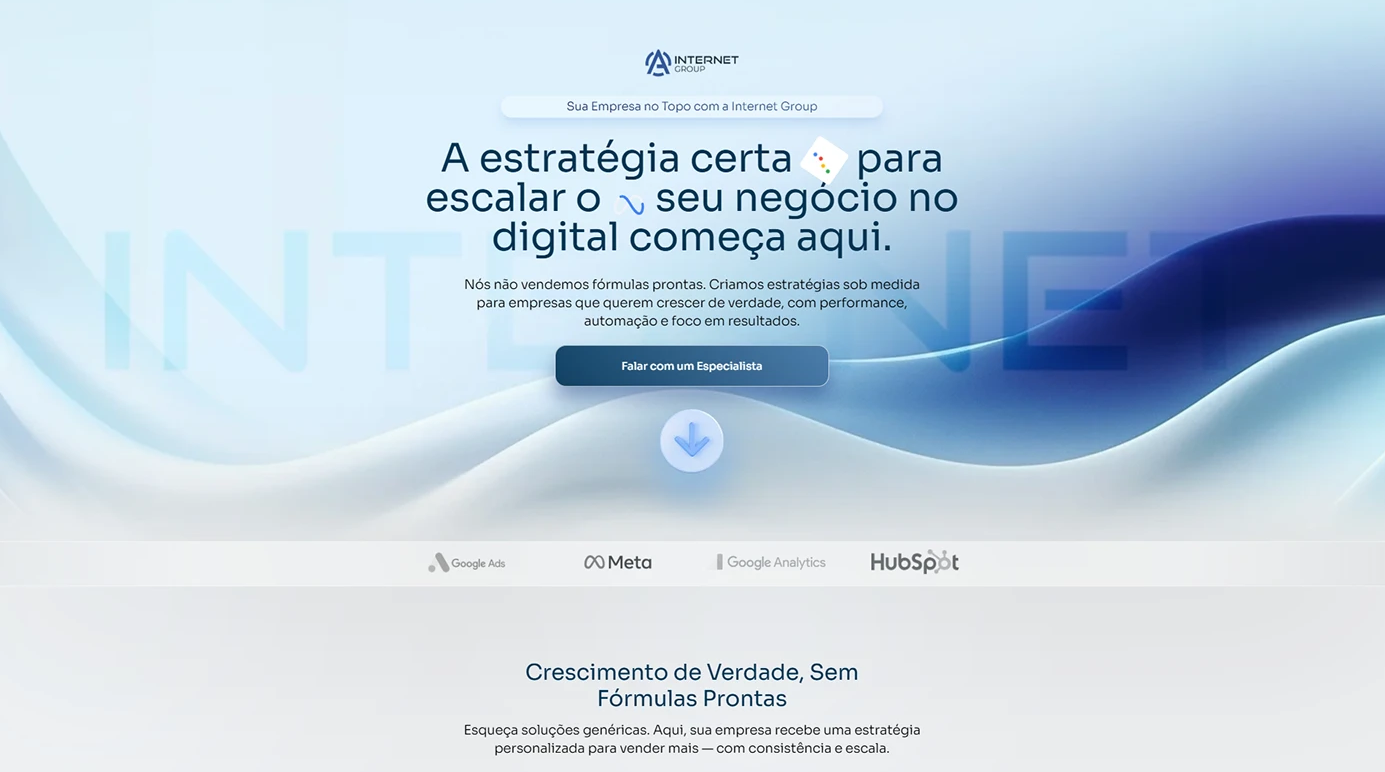 INTERNET
GROUP
Sua Empresa no Topo com a Internet Group
A estratégia certa para
escalar o seu negócio no
digital começa aqui.
INTERNET
Nós não vendemos fórmulas prontas. Criamos estratégias sob medida
para empresas que querem crescer de verdade, com performance,
automação e foco em resultados.
Falar com um Especialista
Google Ads
Meta
Google Analytics
HubSpot
Crescimento de Verdade, Sem
Fórmulas Prontas
Esqueça soluções genéricas. Aqui, sua empresa recebe uma estratégia
personalizada para vender mais — com consistência e escala.